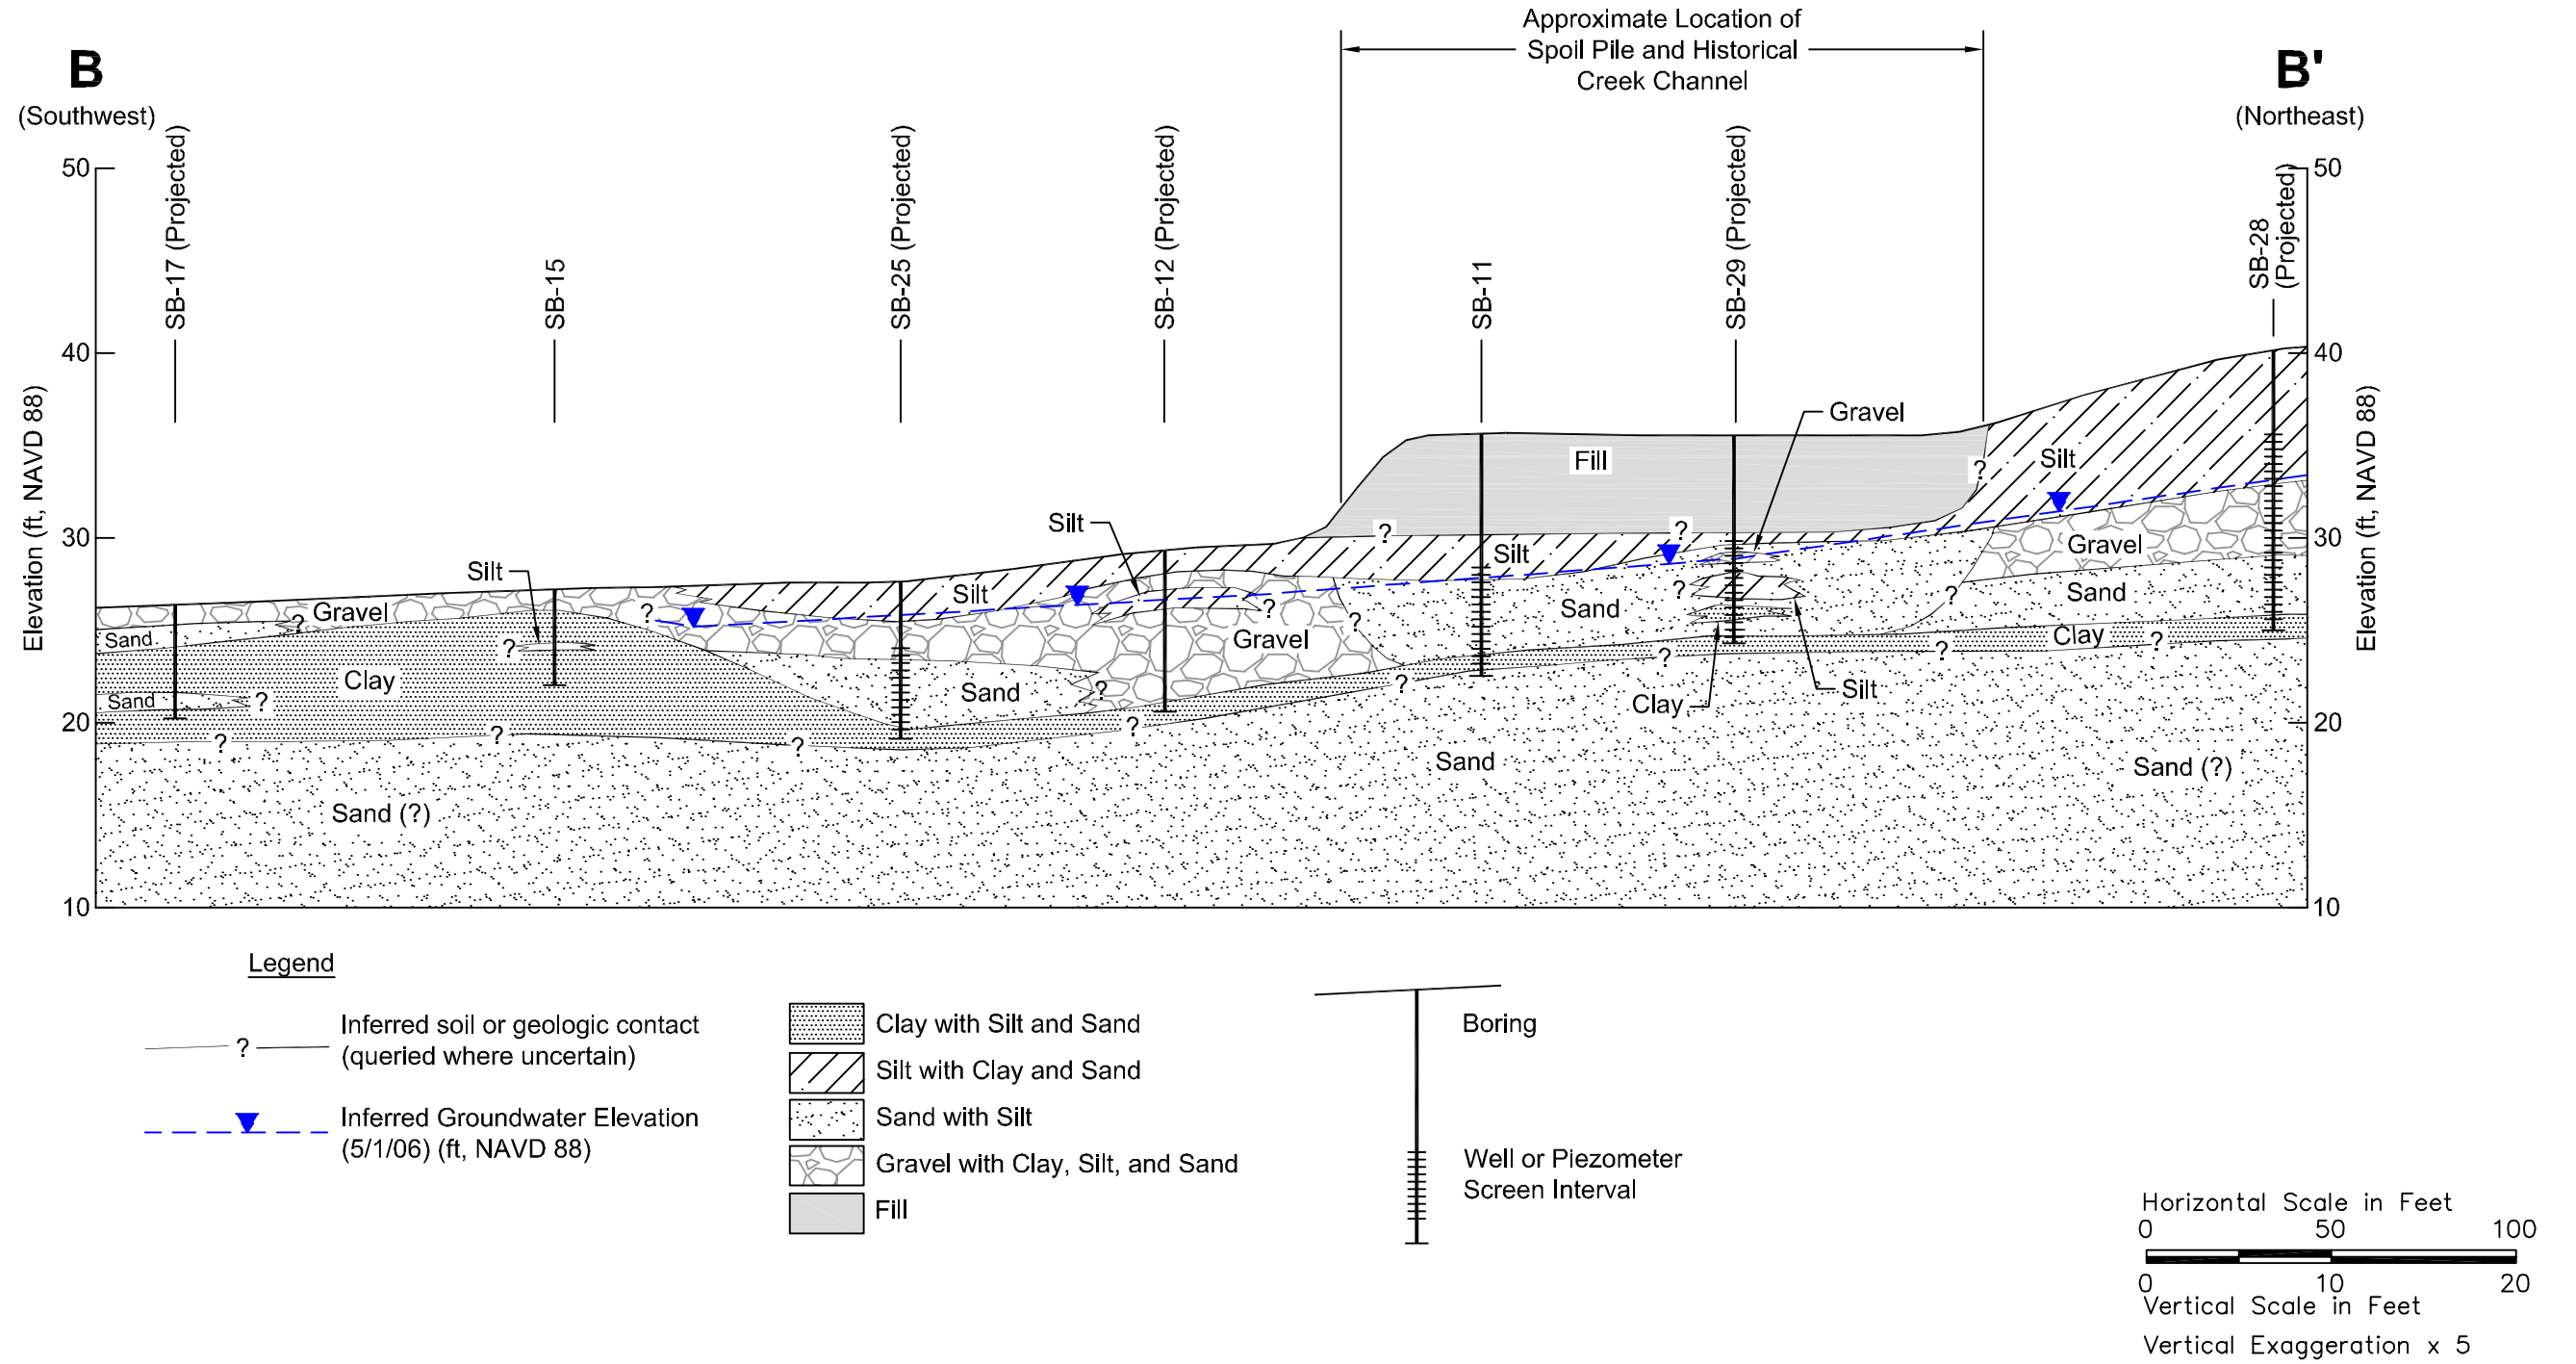 Approximate Location of
Spoil Pile and Historical
Creek Channel
B
(Southwest)
B'
(Northeast)
SB-17 (Projected)
SB-15
SB-25 (Projected)
SB-12 (Projected)
SB-11
SB-29 (Projected)
SB-28
(Projected)
Elevation (ft, NAVD 88)
50
40
30
20
10
50
40
30
20
10
Elevation (ft, NAVD 88)
Gravel
Fill
?
Silt
Silt
?
?
Silt
Silt
Gravel
Silt
?
Silt
?
Gravel
?
Sand
?
Sand
?
Gravel
?
Sand
?
Sand
?
Clay
?
Clay
?
?
Sand
?
Sand
?
?
Silt
Clay
?
?
?
?
Sand
Sand (?)
Sand (?)
Legend
?
Inferred soil or geologic contact
(queried where uncertain)
Inferred Groundwater Elevation
(5/1/06) (ft, NAVD 88)
Clay with Silt and Sand
Silt with Clay and Sand
Sand with Silt
Gravel with Clay, Silt, and Sand
Fill
Boring
Well or Piezometer
Screen Interval
Horizontal Scale in Feet
0 50 100
0 10 20
Vertical Scale in Feet
Vertical Exaggeration x 5